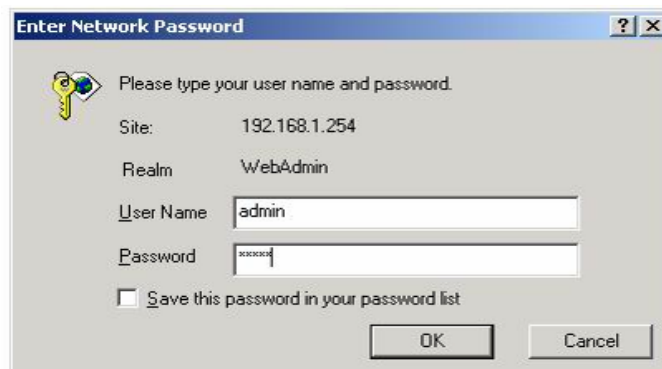 Enter Network Password
Please type your user name and password.
Site: 192.168.1.254
Realm WebAdmin
User Name admin
Password *****
Save this password in your password list
OK Cancel